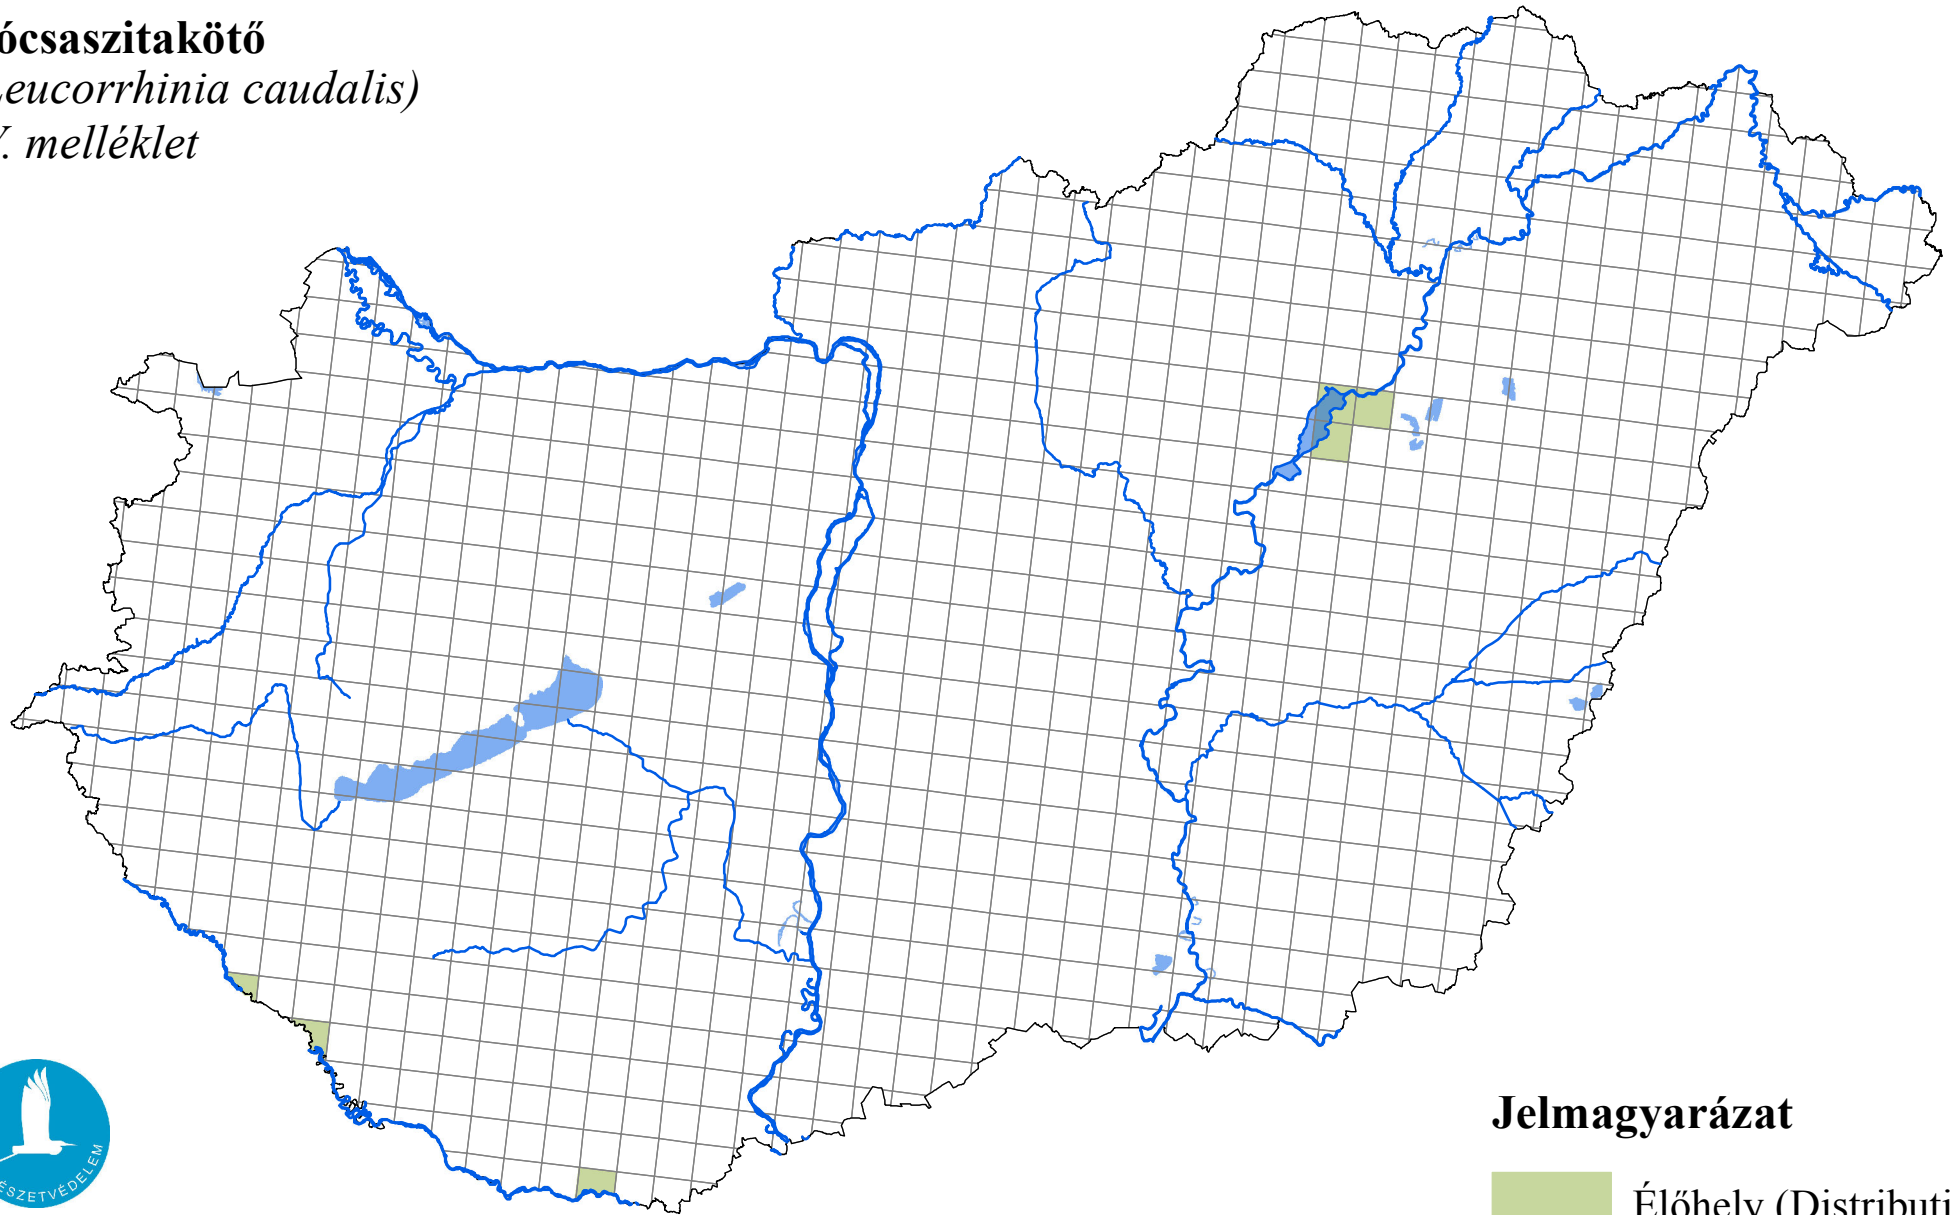 ócsaszitakötő
Leucorrhinia caudalis)
V. melléklet
ÉSZETVÉDELEM
Jelmagyarázat
Élőhely (Distributi